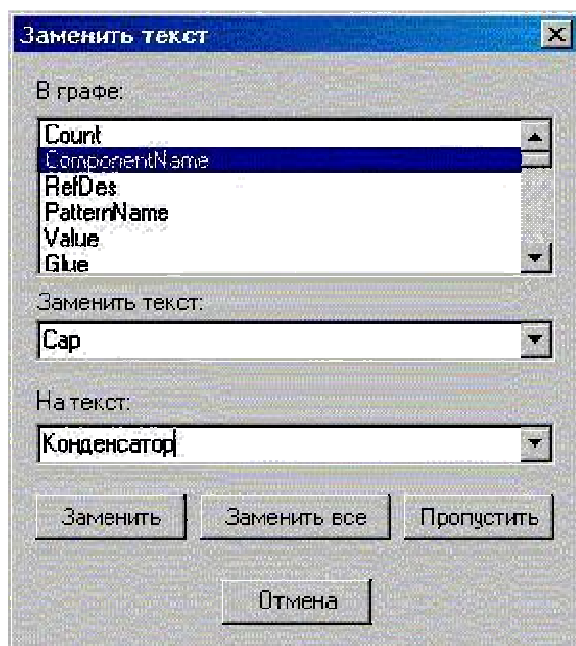 Заменить текст
В графе:
Count
ComponentName
RefDes
PatternName
Value
Glue
Заменить текст:
Cap
На текст:
Конденсатор
Заменить Заменить все Пропустить
Отмена